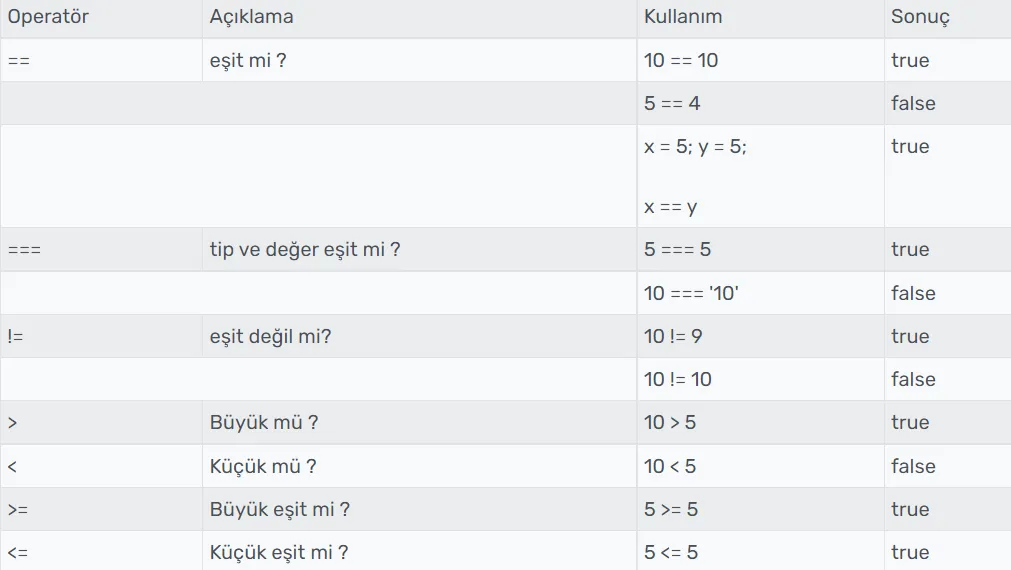 Operatör Açıklama Kullanım Sonuç
== eşit mi ? 10 == 10 true
5 == 4 false
x = 5; y = 5; true
x == y
=== tip ve değer eşit mi ? 5 === 5 true
10 === '10' false
!= eşit değil mi? 10 != 9 true
10 != 10 false
> Büyük mü ? 10 > 5 true
< Küçük mü ? 10 < 5 false
>= Büyük eşit mi ? 5 >= 5 true
<= Küçük eşit mi ? 5 <= 5 true